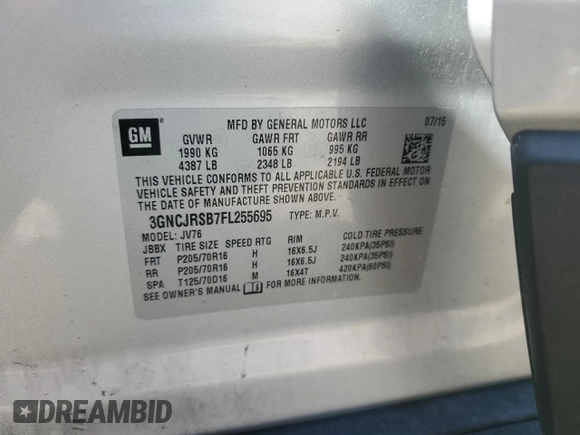 GM
®
MFD BY GENERAL MOTORS LLC 07/15
GVWR GAWR FRT GAWR RR
1990 KG 1065 KG 995 KG
4387 LB 2348 LB 2194 LB
THIS VEHICLE CONFORMS TO ALL APPLICABLE U.S. FEDERAL MOTOR
VEHICLE SAFETY AND THEFT PREVENTION STANDARDS IN EFFECT ON
THE DATE OF MANUFACTURE SHOWN ABOVE.
3GNCJRSB7FL255695 TYPE: M.P.V.
MODEL: JV76
JBBX TIRE SIZE SPEED RTG RIM COLD TIRE PRESSURE
FRT P205/70R16 H 16X6.5J 240KPA(35PSI)
RR P205/70R16 H 16X6.5J 240KPA(35PSI)
SPA T125/70D16 M 16X4T 420KPA(60PSI)
SEE OWNER'S MANUAL FOR MORE INFORMATION.
DREAMBID